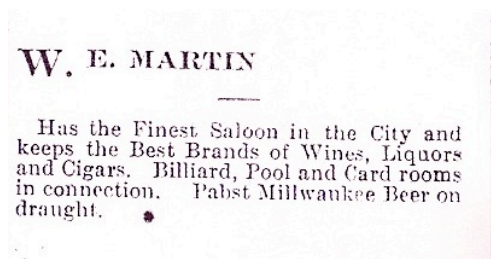 W. E. MARTIN
Has the Finest Saloon in the City and
keeps the Best Brands of Wines, Liquors
and Cigars. Billiard, Pool and Card rooms
in connection. Pabst Millwaukee Beer on
draught.